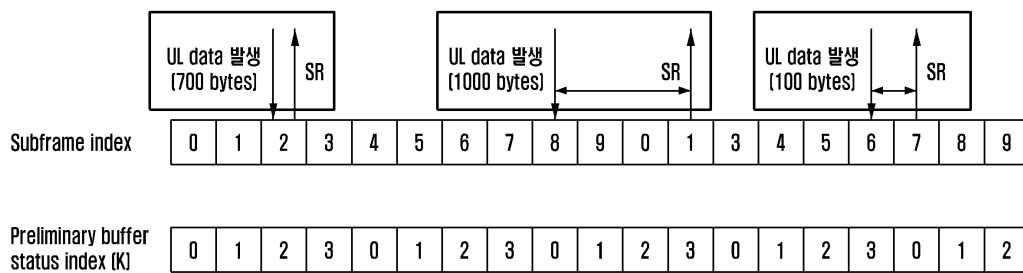 UL data 발생
(700 bytes)
SR
UL data 발생
(1000 bytes)
SR
UL data 발생
(100 bytes)
SR
Subframe index
0 1 2 3 4 5 6 7 8 9 0 1 3 4 5 6 7 8 9
Preliminary buffer
status index (K)
0 1 2 3 0 1 2 3 0 1 2 3 0 1 2 3 0 1 2